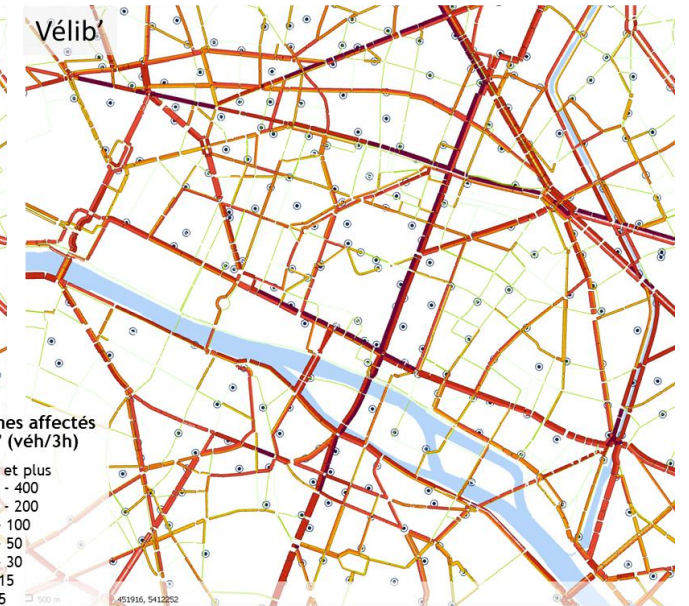 Vélib'
nes affectés
' (véh/3h)
et plus
- 400
- 200
100
50
30
15
5
500 m
451916, 5412252